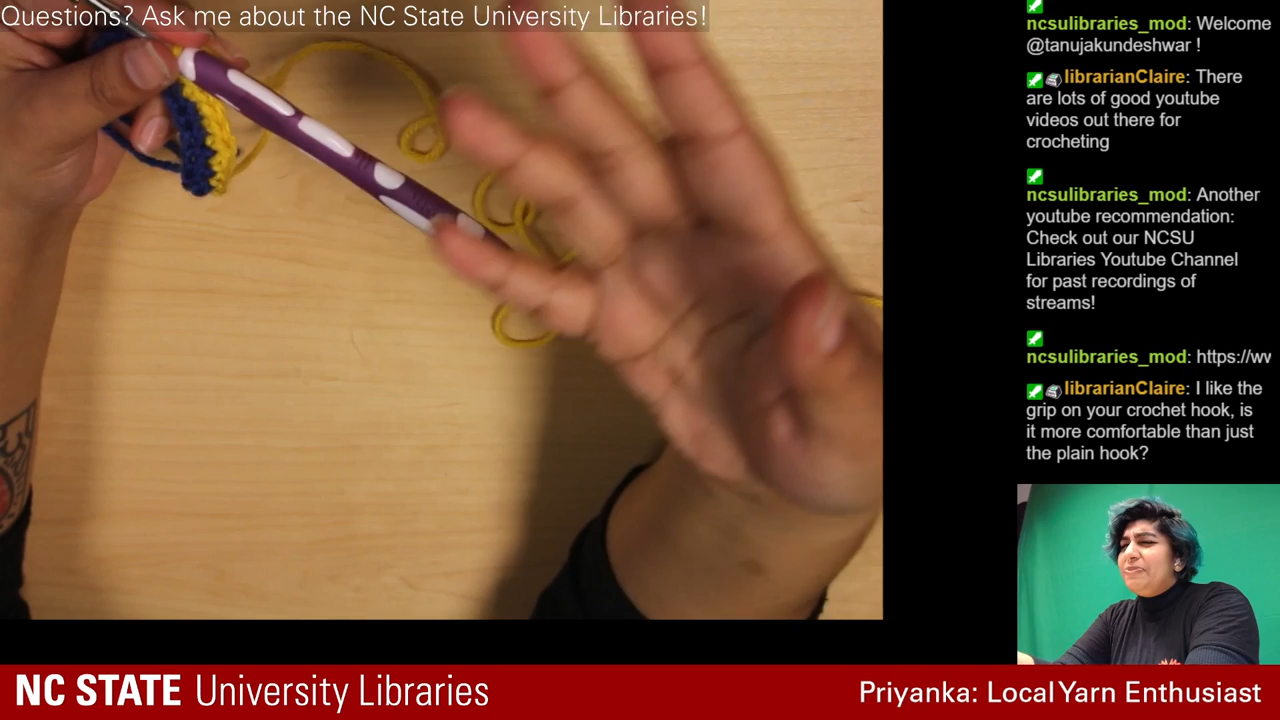 Questions? Ask me about the NC State University Libraries!
ncsulibraries_mod: Welcome
@tanujakundeshwar !
librarianClaire: There
are lots of good youtube
videos out there for
crocheting
ncsulibraries_mod: Another
youtube recommendation:
Check out our NCSU
Libraries Youtube Channel
for past recordings of
streams!
ncsulibraries_mod: https://ww
librarianClaire: I like the
grip on your crochet hook, is
it more comfortable than just
the plain hook?
NC STATE University Libraries
Priyanka: Local Yarn Enthusiast